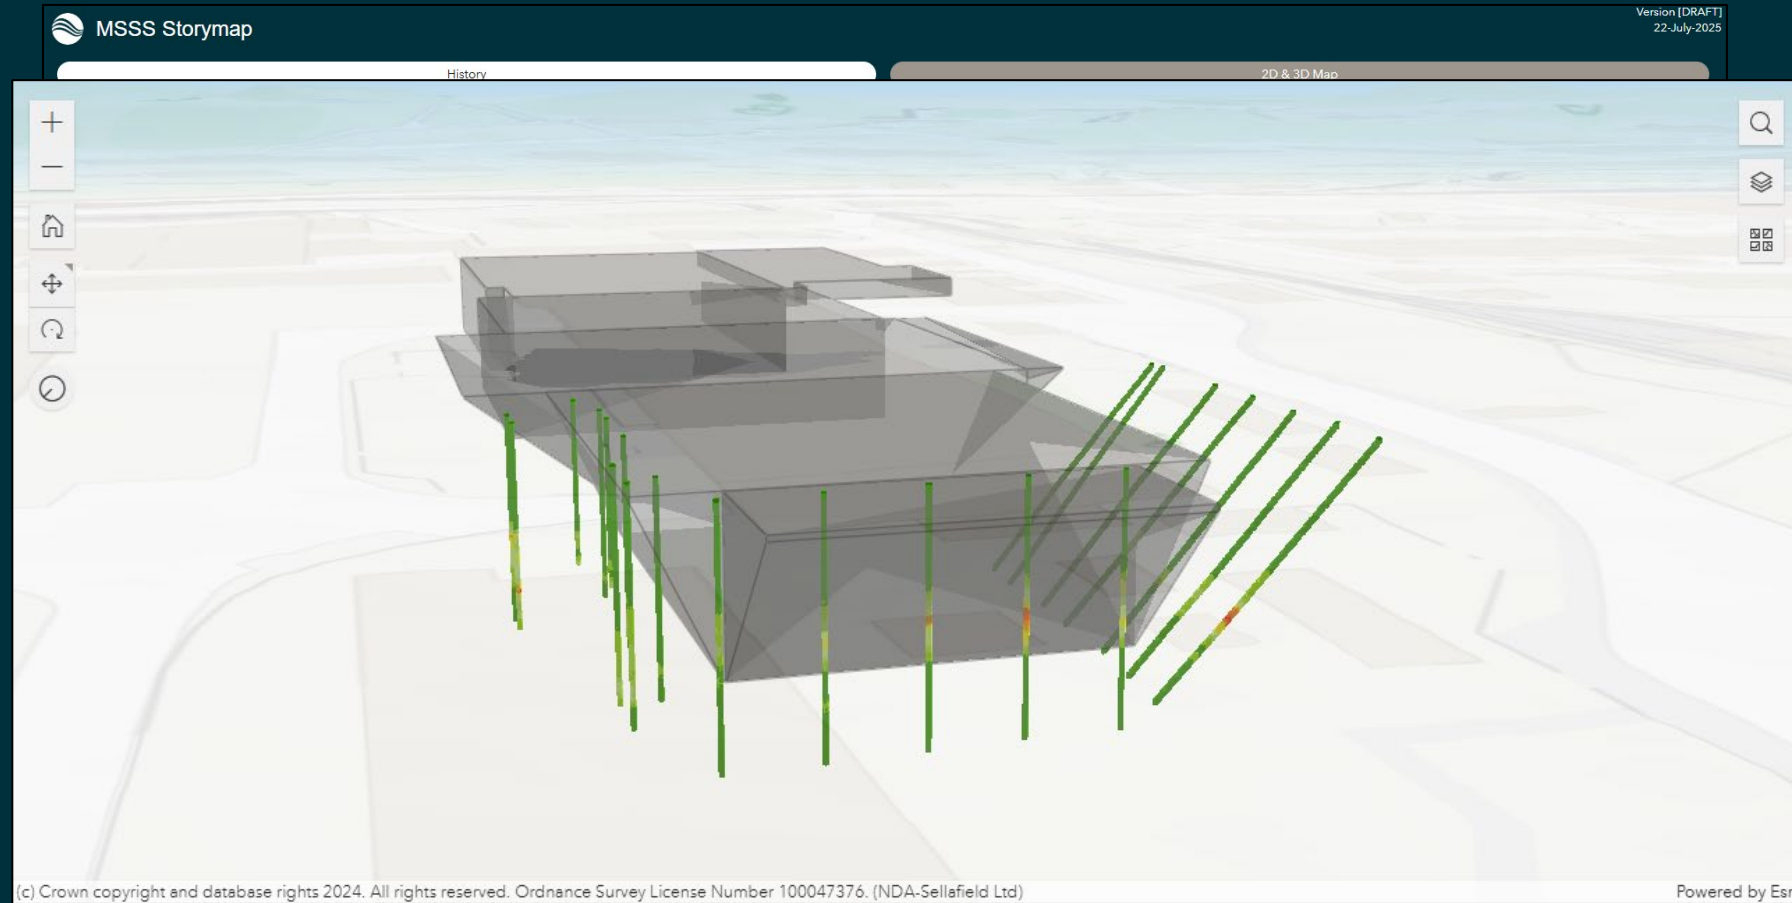 MSSS Storymap
Version [DRAFT]
22-July-2025
History
2D & 3D Map
(c) Crown copyright and database rights 2024. All rights reserved. Ordnance Survey License Number 100047376. (NDA-Sellafield Ltd)
Powered by Esr